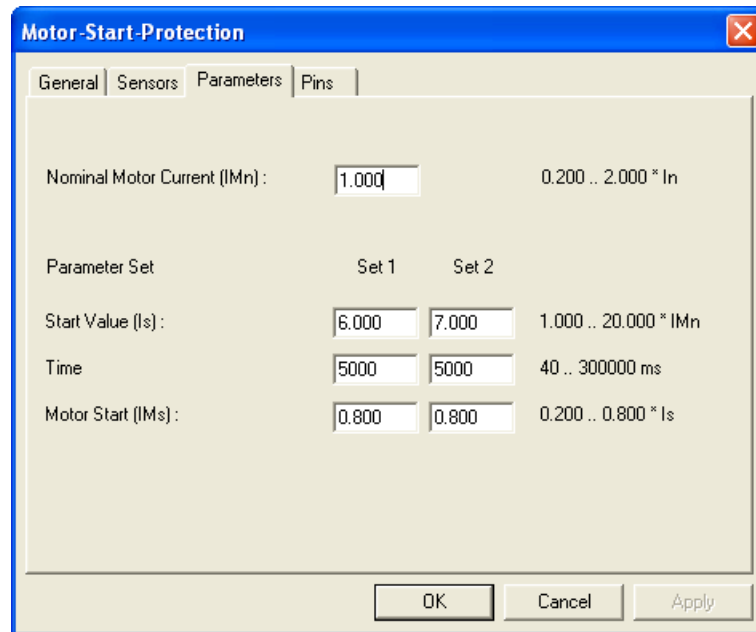 Motor-Start-Protection
General Sensors Parameters Pins
Nominal Motor Current (IMn) : 1.000 0.200 .. 2.000 * In
Parameter Set Set 1 Set 2
Start Value (Is) : 6.000 7.000 1.000 .. 20.000 * IMn
Time 5000 5000 40 .. 300000 ms
Motor Start (IMs) : 0.800 0.800 0.200 .. 0.800 * Is
OK Cancel Apply